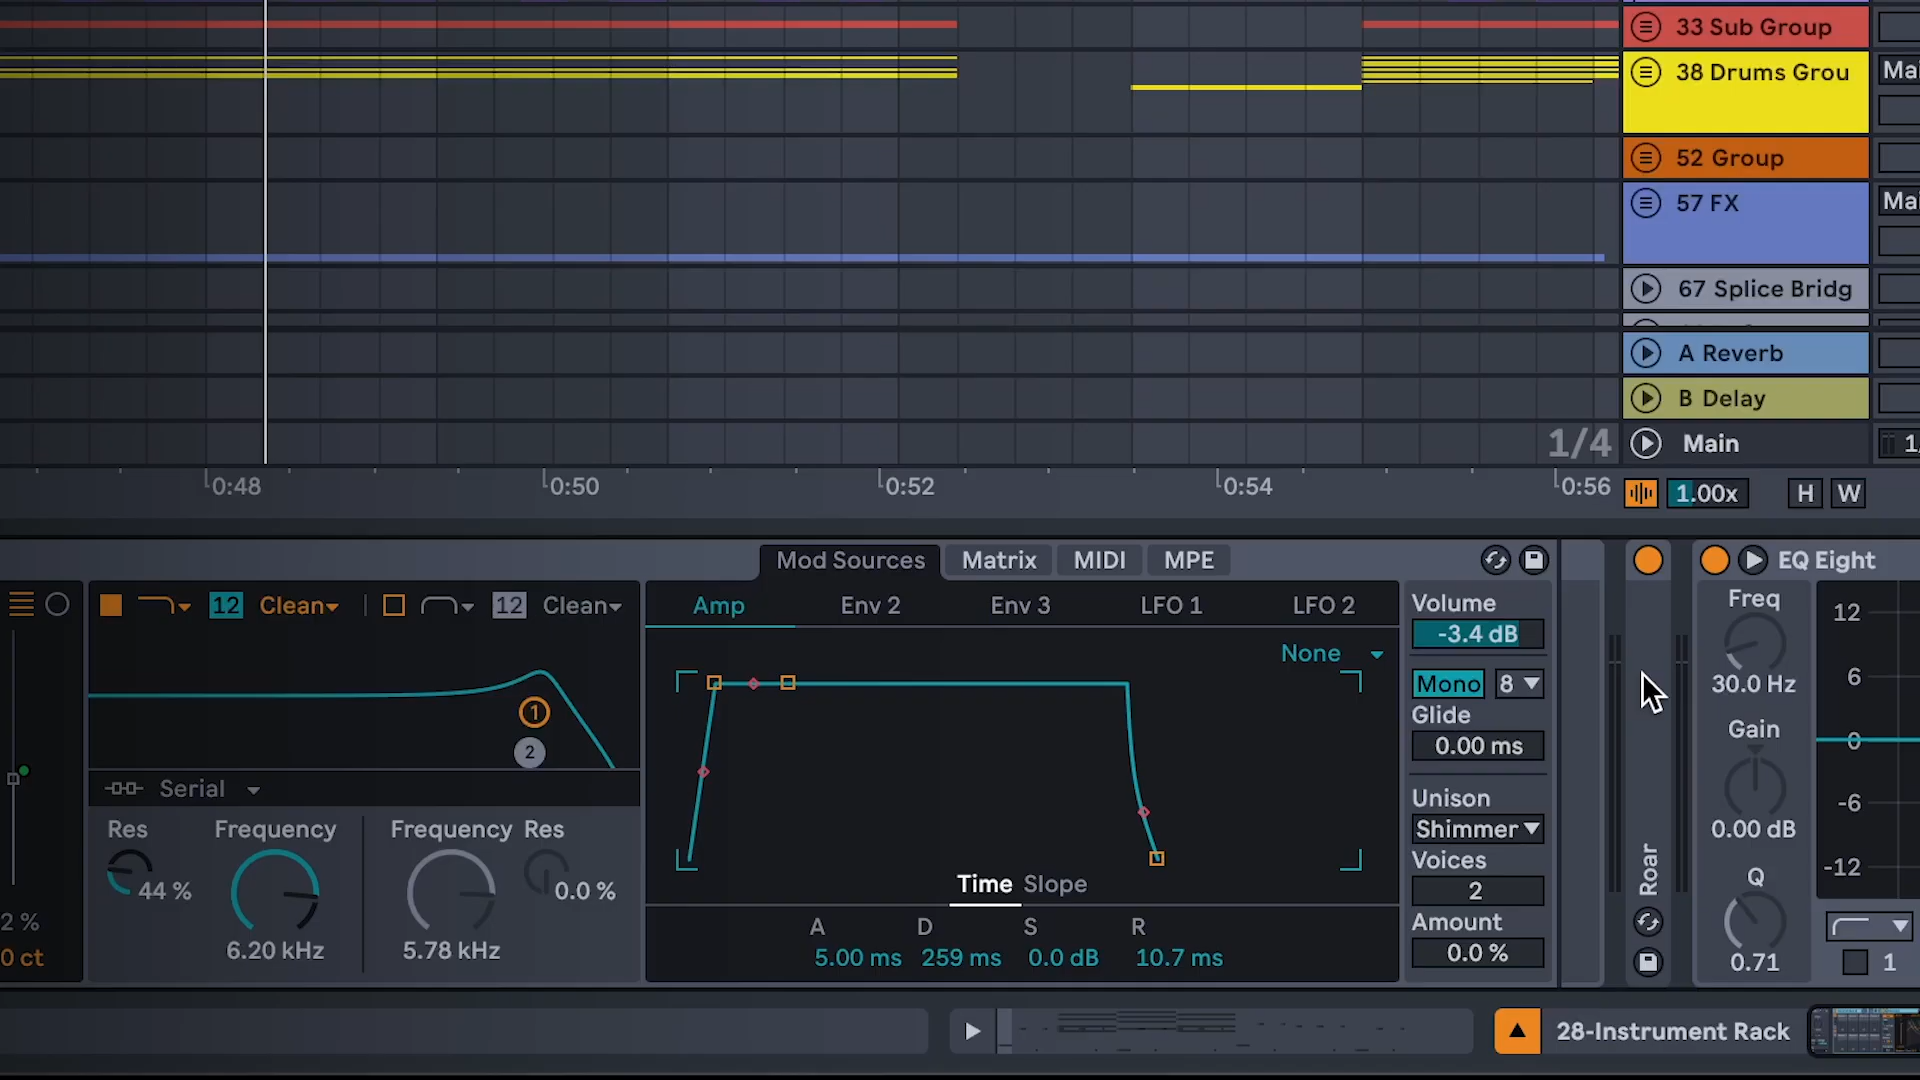 33 Sub Group
38 Drums Grou
Mai
52 Group
57 FX
Mai
67 Splice Bridg
A Reverb
B Delay
1/4
Main
0:48
0:50
0:52
0:54
0:56
1.00x
H
W
Mod Sources
Matrix
MIDI
MPE
EQ Eight
12
Clean
12
Clean
Amp
Env 2
Env 3
LFO 1
LFO 2
None
1
2
Serial
Res
Frequency
Frequency
Res
44 %
6.20 kHz
5.78 kHz
0.0 %
2 %
0 ct
Time
Slope
A
D
S
R
5.00 ms
259 ms
0.0 dB
10.7 ms
Volume
-3.4 dB
Mono
8
Glide
0.00 ms
Unison
Shimmer
Voices
2
Amount
0.0 %
Roar
Freq
30.0 Hz
Gain
0.00 dB
Q
0.71
12
6
0
-6
-12
1
28-Instrument Rack